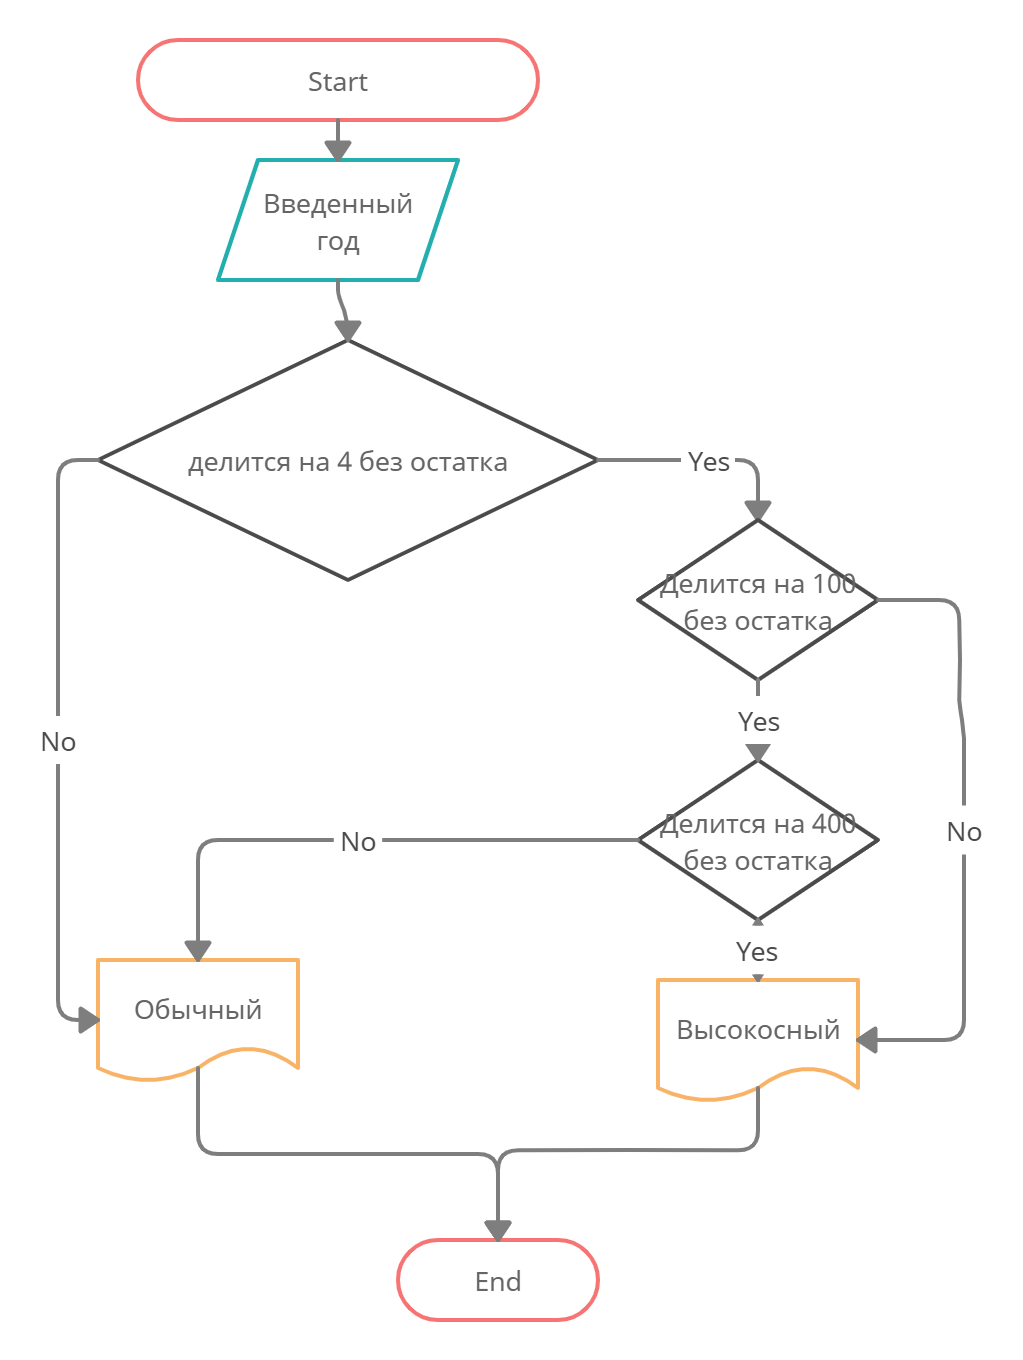 Start
Введенный
год
делится на 4 без остатка
Yes
Делится на 100
без остатка
Yes
No
Делится на 400
без остатка
No
No
Yes
Обычный
Высокосный
End